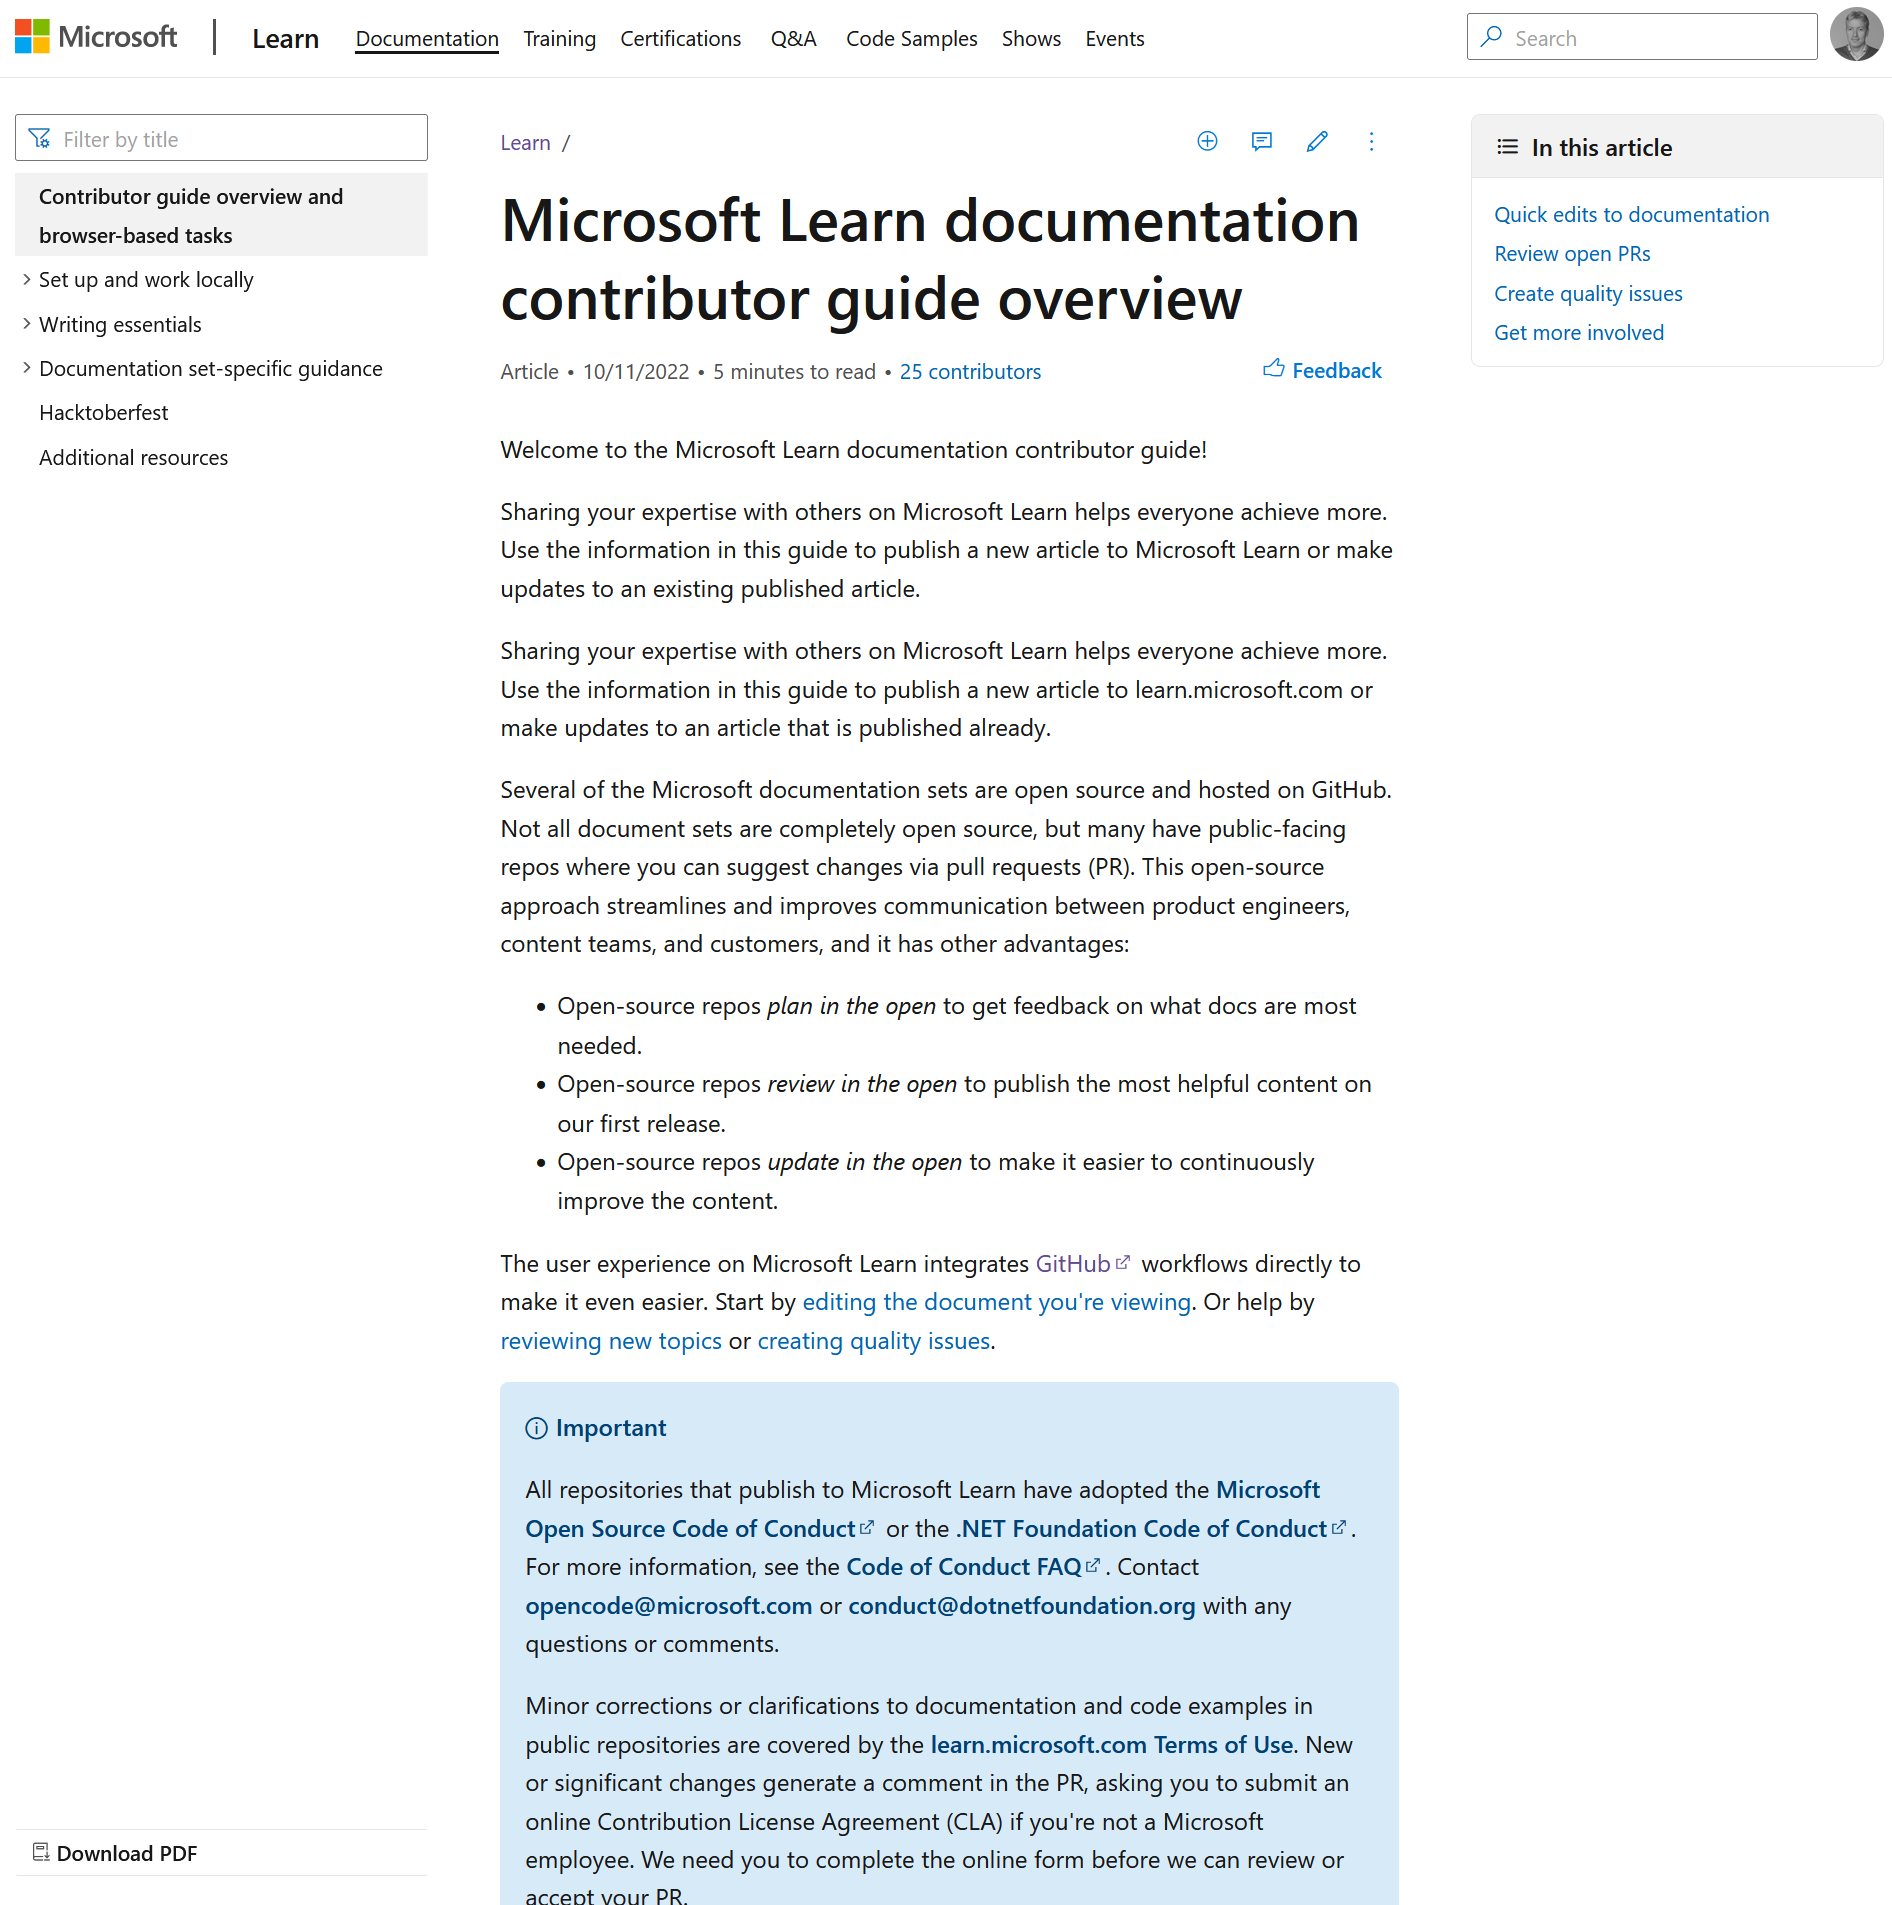 Microsoft
Learn
Documentation
Training
Certifications
Q&A
Code Samples
Shows
Events
Search
Filter by title
Contributor guide overview and
browser-based tasks
Set up and work locally
Writing essentials
Documentation set-specific guidance
Hacktoberfest
Additional resources
Download PDF
Learn /
Microsoft Learn documentation
contributor guide overview
Article • 10/11/2022 • 5 minutes to read • 25 contributors
Feedback
Welcome to the Microsoft Learn documentation contributor guide!
Sharing your expertise with others on Microsoft Learn helps everyone achieve more.
Use the information in this guide to publish a new article to Microsoft Learn or make
updates to an existing published article.
Sharing your expertise with others on Microsoft Learn helps everyone achieve more.
Use the information in this guide to publish a new article to learn.microsoft.com or
make updates to an article that is published already.
Several of the Microsoft documentation sets are open source and hosted on GitHub.
Not all document sets are completely open source, but many have public-facing
repos where you can suggest changes via pull requests (PR). This open-source
approach streamlines and improves communication between product engineers,
content teams, and customers, and it has other advantages:
• Open-source repos plan in the open to get feedback on what docs are most
needed.
• Open-source repos review in the open to publish the most helpful content on
our first release.
• Open-source repos update in the open to make it easier to continuously
improve the content.
The user experience on Microsoft Learn integrates GitHub workflows directly to
make it even easier. Start by editing the document you're viewing. Or help by
reviewing new topics or creating quality issues.
Important
All repositories that publish to Microsoft Learn have adopted the Microsoft
Open Source Code of Conduct or the .NET Foundation Code of Conduct.
For more information, see the Code of Conduct FAQ. Contact
opencode@microsoft.com or conduct@dotnetfoundation.org with any
questions or comments.
Minor corrections or clarifications to documentation and code examples in
public repositories are covered by the learn.microsoft.com Terms of Use. New
or significant changes generate a comment in the PR, asking you to submit an
online Contribution License Agreement (CLA) if you're not a Microsoft
employee. We need you to complete the online form before we can review or
accept your PR.
In this article
Quick edits to documentation
Review open PRs
Create quality issues
Get more involved